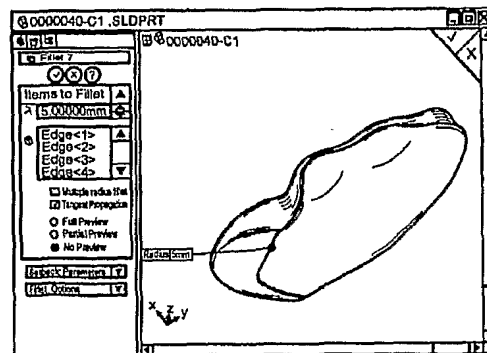 0000040-C1 .SLDPRT
0000040-C1
Fillet 7
Items to Fillet
5.00000mm
Edge<1>
Edge<2>
Edge<3>
Edge<4>
Multiple radius fillet
Tangent Propagation
Full Preview
Partial Preview
No Preview
Radius 5mm
Setback Parameters
Fillet Options
x z y